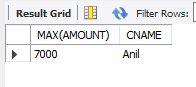 Result Grid Filter Rows:
MAX(AMOUNT) CNAME
7000 Anil